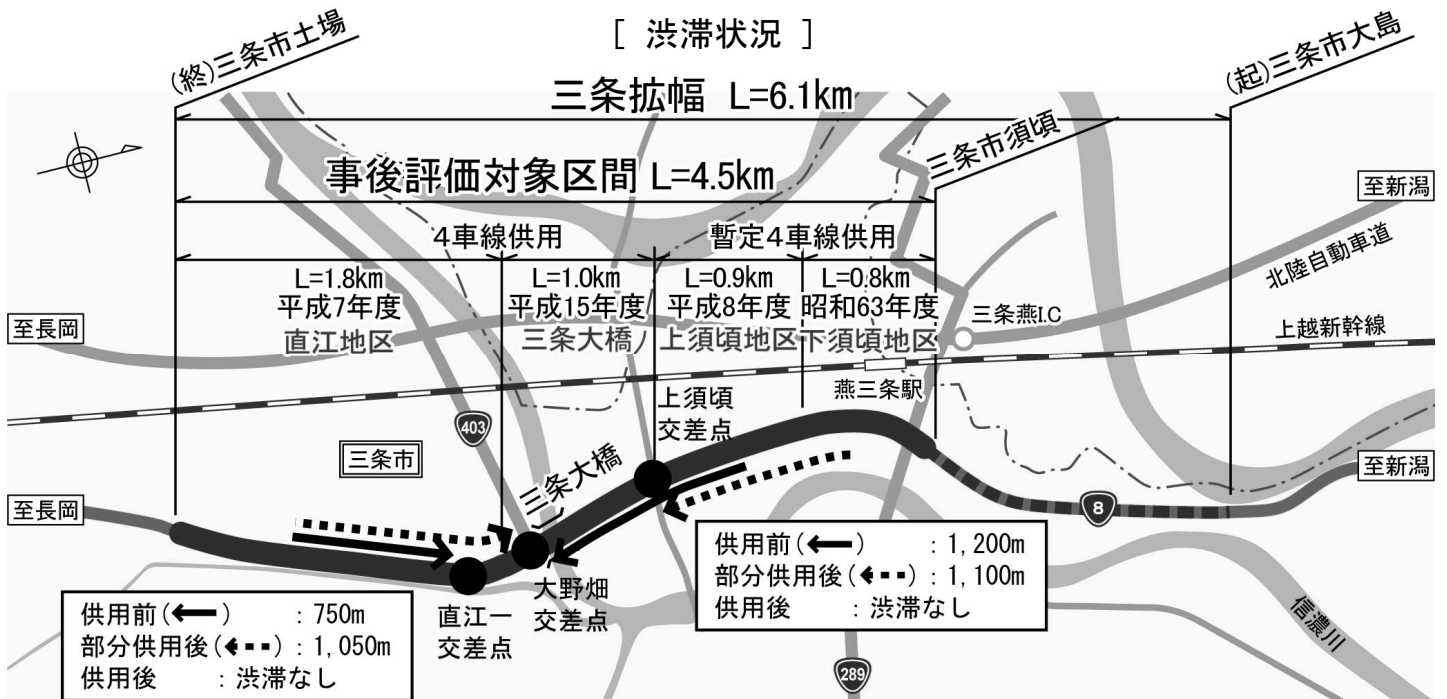 [ 渋滞状況 ]
(終)三条市土場
(起)三条市大島
三条拡幅 L=6.1km
三条市須頃
事後評価対象区間 L=4.5km
至新潟
4車線供用
暫定4車線供用
北陸自動車道
L=1.8km
平成7年度
直江地区
L=1.0km
平成15年度
三条大橋
L=0.9km
平成8年度
上須頃地区
L=0.8km
昭和63年度
下須頃地区
三条燕I.C
上越新幹線
至長岡
燕三条駅
上須頃
交差点
403
三条市
三条大橋
至新潟
至長岡
8
供用前(←) : 1,200m
部分供用後(←--) : 1,100m
供用後 : 渋滞なし
大野畑
交差点
直江一
交差点
供用前(←) : 750m
部分供用後(←--) : 1,050m
供用後 : 渋滞なし
信濃川
289